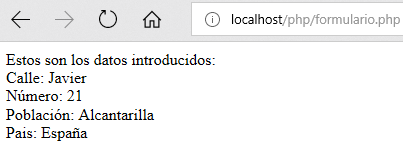 localhost/php/formulario.php
Estos son los datos introducidos:
Calle: Javier
Número: 21
Población: Alcantarilla
Pais: España